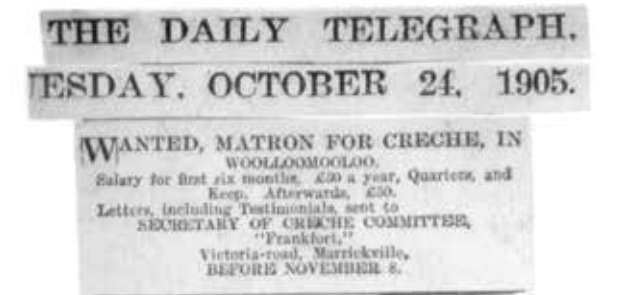 THE DAILY TELEGRAPH.
TUESDAY, OCTOBER 24, 1905.
WANTED, MATRON FOR CRECHE, IN
WOOLLOOMOOLOO.
Salary for first six months, £30 a year, Quarters, and
Keep. Afterwards, £50.
Letters, including Testimonials, sent to
SECRETARY OF CRECHE COMMITTEE,
"Frankfort,"
Victoria-road, Marrickville,
BEFORE NOVEMBER 8.